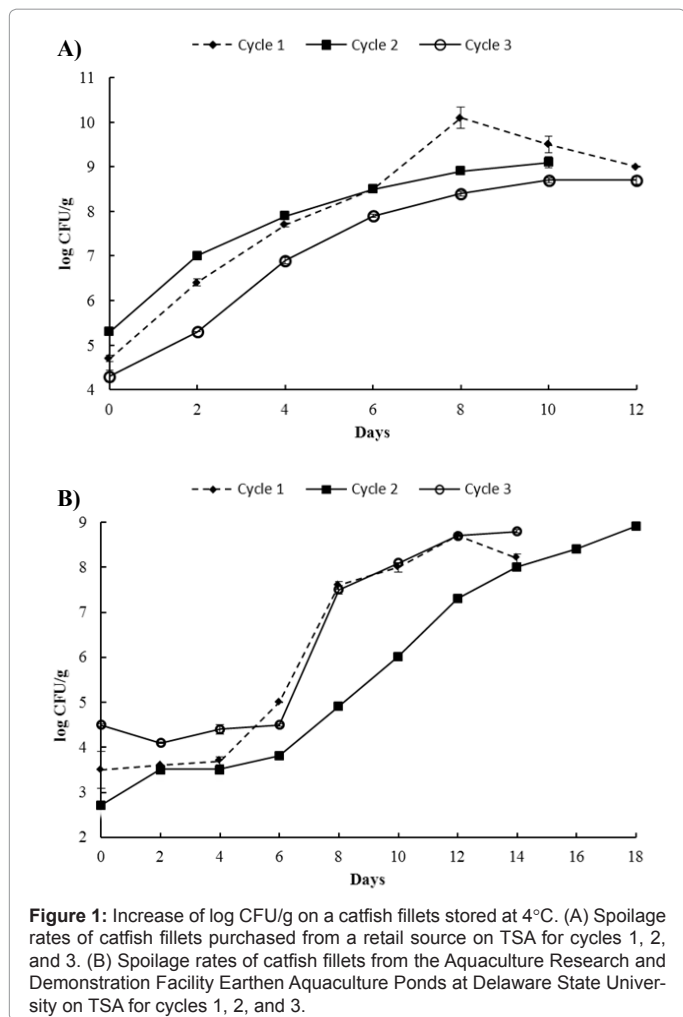 A)
Cycle 1 Cycle 2 Cycle 3
11
10
9
8
7
6
5
4
log CFU/g
0 2 4 6 8 10 12
Days
B)
Cycle 1 Cycle 2 Cycle 3
9
8
7
6
5
4
3
2
log CFU/g
0 2 4 6 8 10 12 14 16 18
Days
Figure 1: Increase of log CFU/g on a catfish fillets stored at 4°C. (A) Spoilage
rates of catfish fillets purchased from a retail source on TSA for cycles 1, 2,
and 3. (B) Spoilage rates of catfish fillets from the Aquaculture Research and
Demonstration Facility Earthen Aquaculture Ponds at Delaware State Univer-
sity on TSA for cycles 1, 2, and 3.